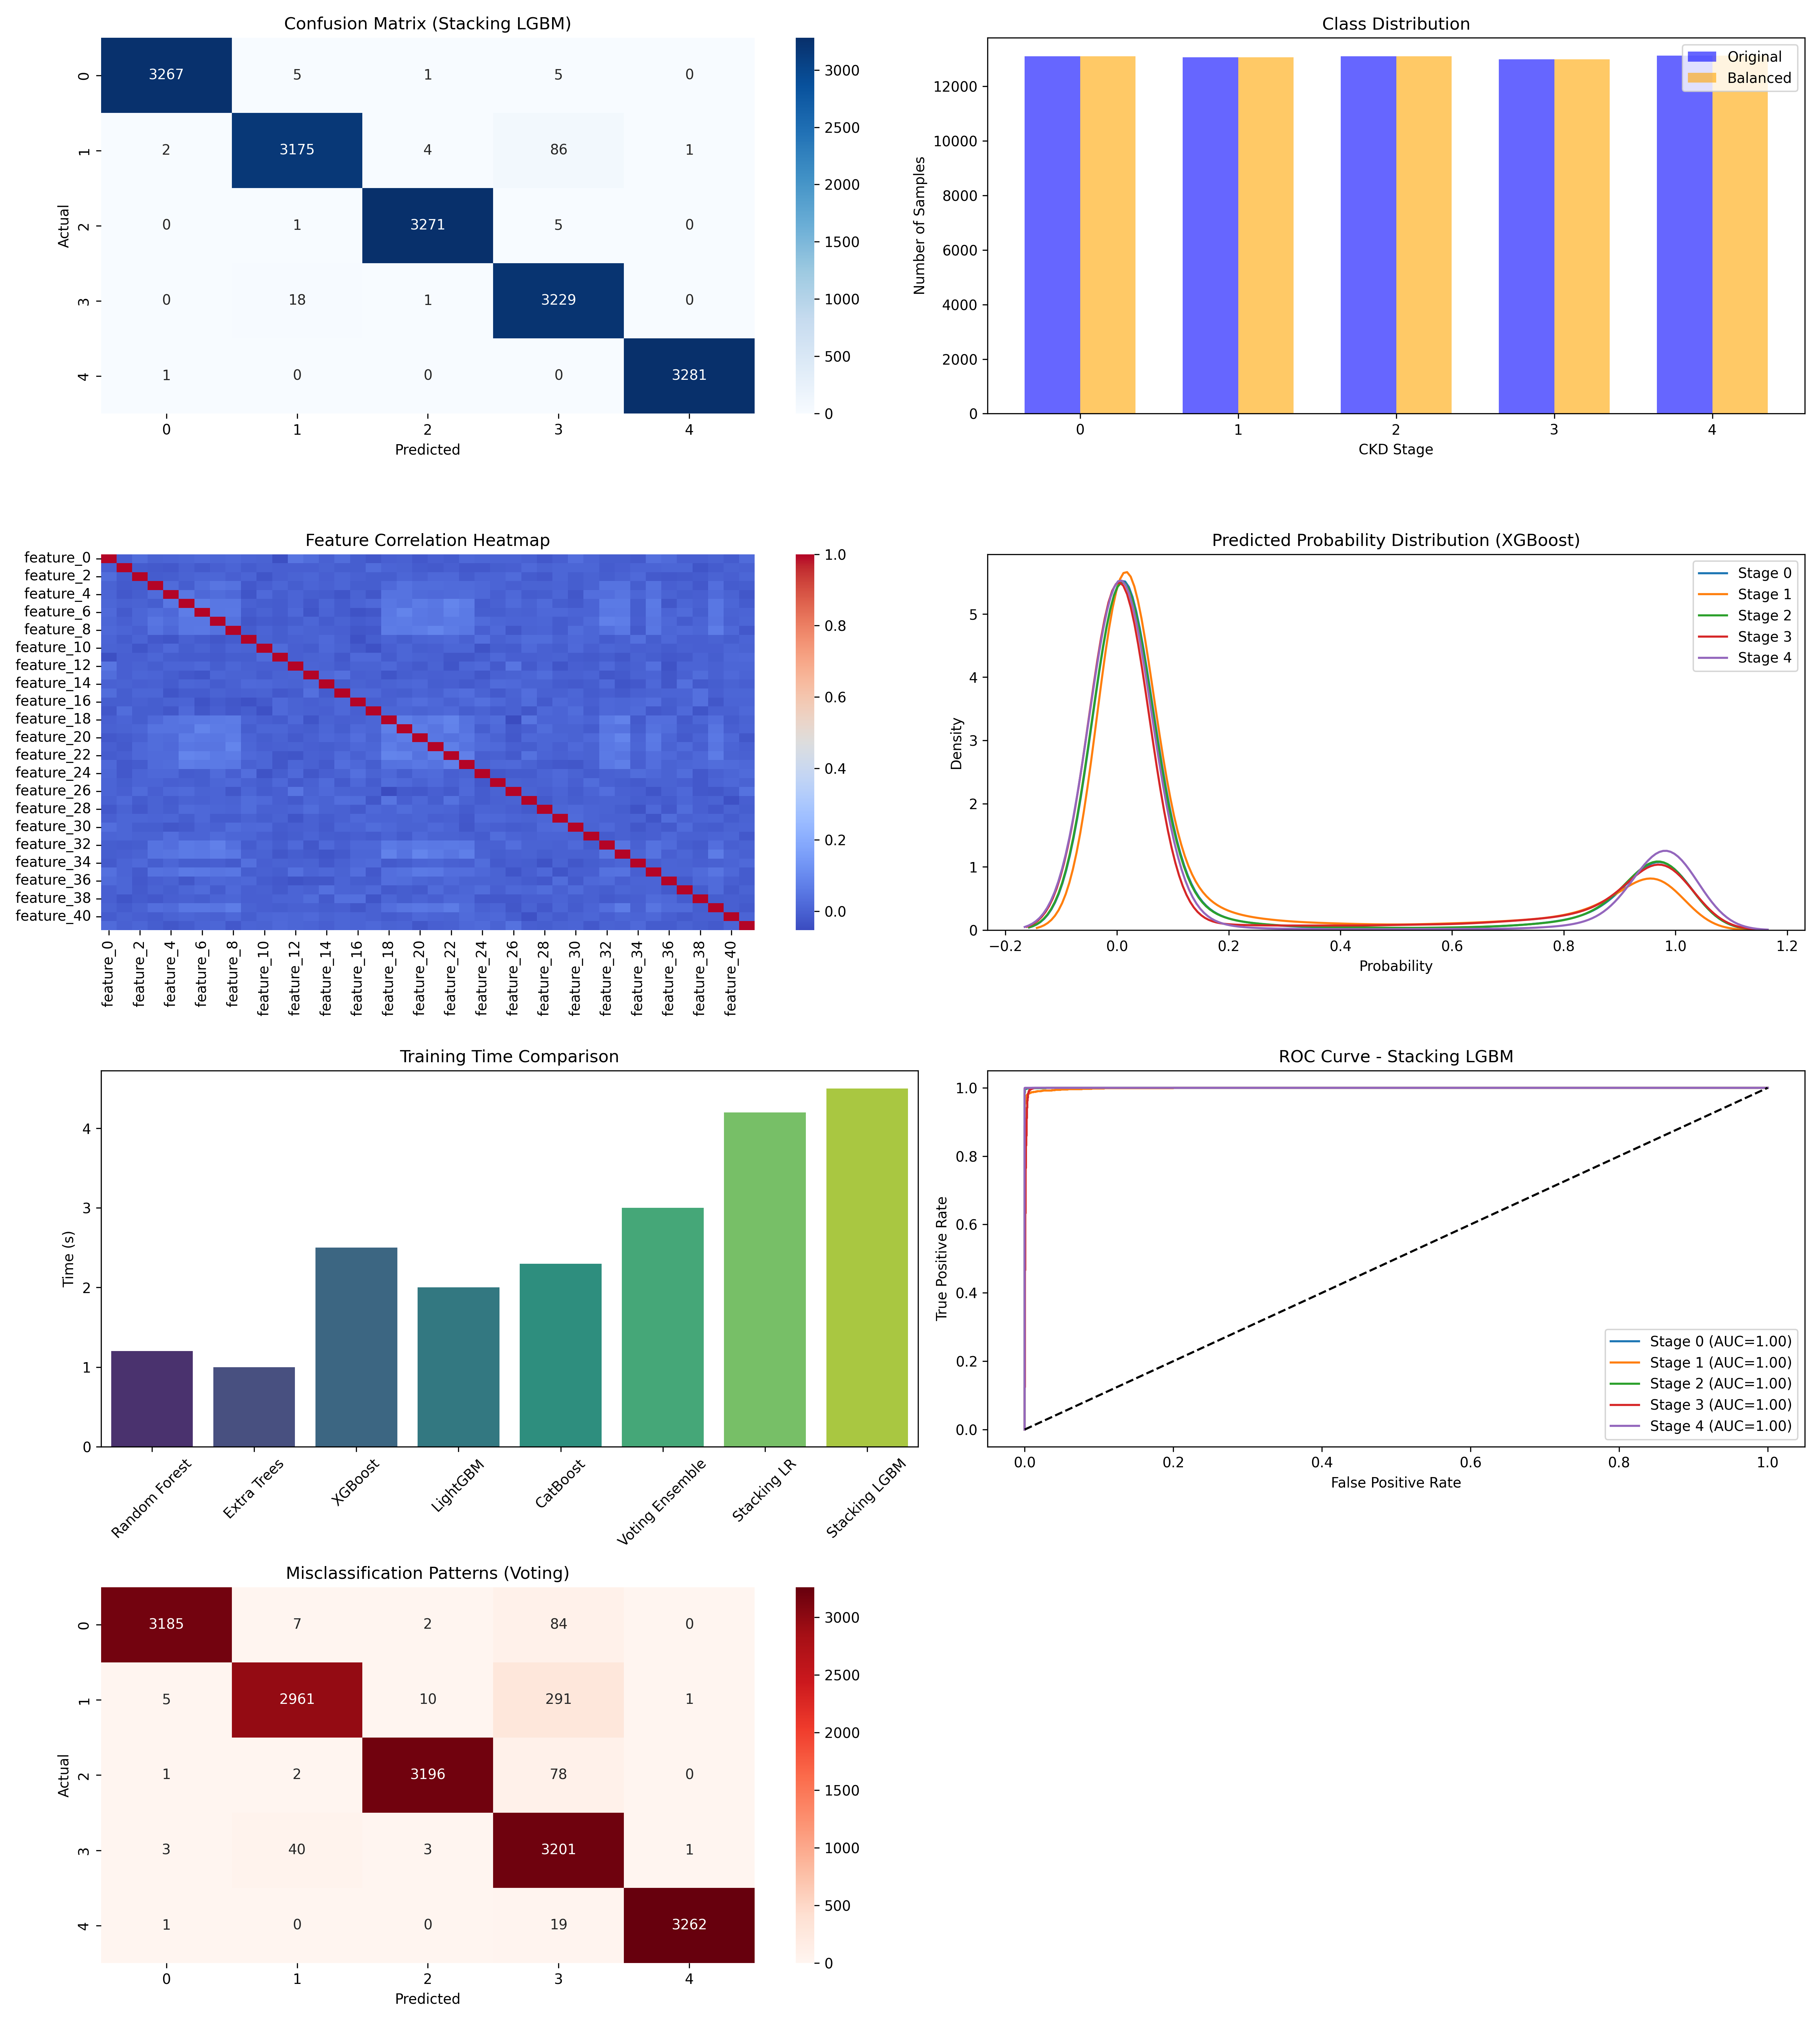 Confusion Matrix (Stacking LGBM)
3267 5 1 5 0
2 3175 4 86 1
0 1 3271 5 0
0 18 1 3229 0
1 0 0 0 3281
0
1
2
3
4
Actual
0 1 2 3 4
Predicted
3000
2500
2000
1500
1000
500
0
Class Distribution
Original
Balanced
12000
10000
8000
6000
4000
2000
0
Number of Samples
0 1 2 3 4
CKD Stage
Feature Correlation Heatmap
feature_0
feature_2
feature_4
feature_6
feature_8
feature_10
feature_12
feature_14
feature_16
feature_18
feature_20
feature_22
feature_24
feature_26
feature_28
feature_30
feature_32
feature_34
feature_36
feature_38
feature_40
feature_0
feature_2
feature_4
feature_6
feature_8
feature_10
feature_12
feature_14
feature_16
feature_18
feature_20
feature_22
feature_24
feature_26
feature_28
feature_30
feature_32
feature_34
feature_36
feature_38
feature_40
1.0
0.8
0.6
0.4
0.2
0.0
Predicted Probability Distribution (XGBoost)
Stage 0
Stage 1
Stage 2
Stage 3
Stage 4
5
4
3
2
1
0
Density
−0.2 0.0 0.2 0.4 0.6 0.8 1.0 1.2
Probability
Training Time Comparison
4
3
2
1
0
Time (s)
Random Forest
Extra Trees
XGBoost
LightGBM
CatBoost
Voting Ensemble
Stacking LR
Stacking LGBM
ROC Curve - Stacking LGBM
1.0
0.8
0.6
0.4
0.2
0.0
True Positive Rate
Stage 0 (AUC=1.00)
Stage 1 (AUC=1.00)
Stage 2 (AUC=1.00)
Stage 3 (AUC=1.00)
Stage 4 (AUC=1.00)
0.0 0.2 0.4 0.6 0.8 1.0
False Positive Rate
Misclassification Patterns (Voting)
3185 7 2 84 0
5 2961 10 291 1
1 2 3196 78 0
3 40 3 3201 1
1 0 0 19 3262
0
1
2
3
4
Actual
0 1 2 3 4
Predicted
3000
2500
2000
1500
1000
500
0